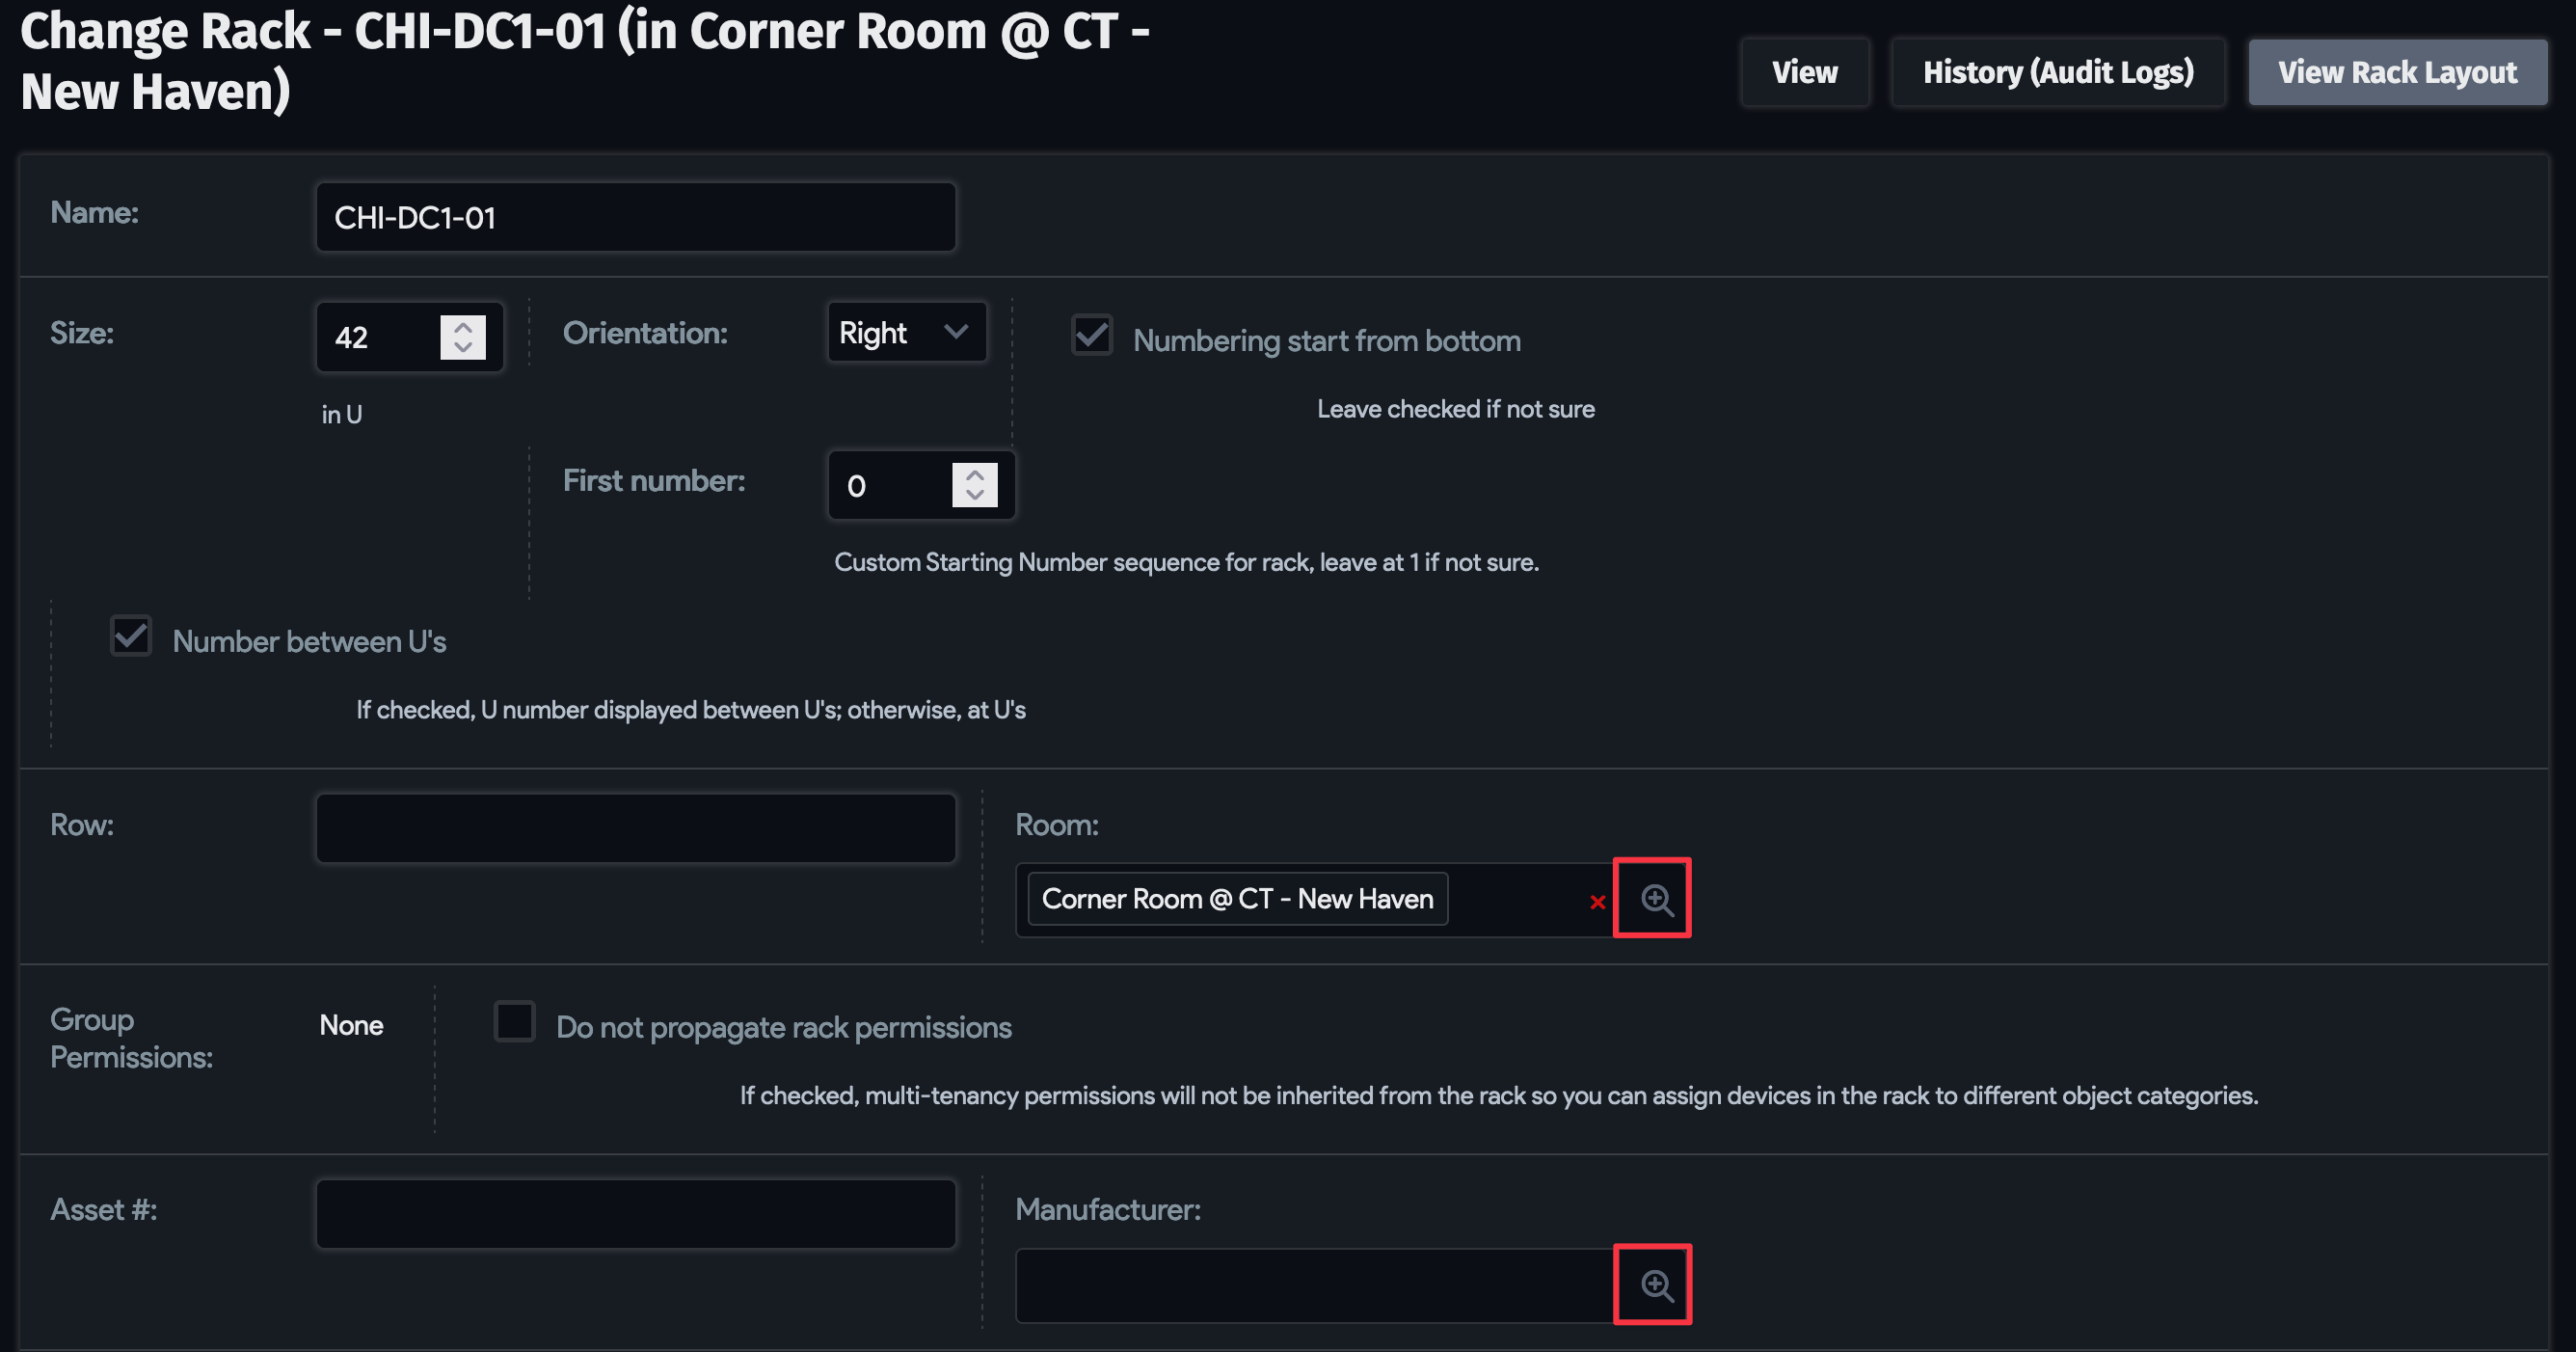 Change Rack - CHI-DC1-01 (in Corner Room @ CT -
New Haven)
View
History (Audit Logs)
View Rack Layout
Name:
CHI-DC1-01
Size:
42
in U
Orientation:
Right
Numbering start from bottom
Leave checked if not sure
First number:
0
Custom Starting Number sequence for rack, leave at 1 if not sure.
Number between U's
If checked, U number displayed between U's; otherwise, at U's
Row:
Room:
Corner Room @ CT - New Haven
Group
Permissions:
None
Do not propagate rack permissions
If checked, multi-tenancy permissions will not be inherited from the rack so you can assign devices in the rack to different object categories.
Asset #:
Manufacturer: